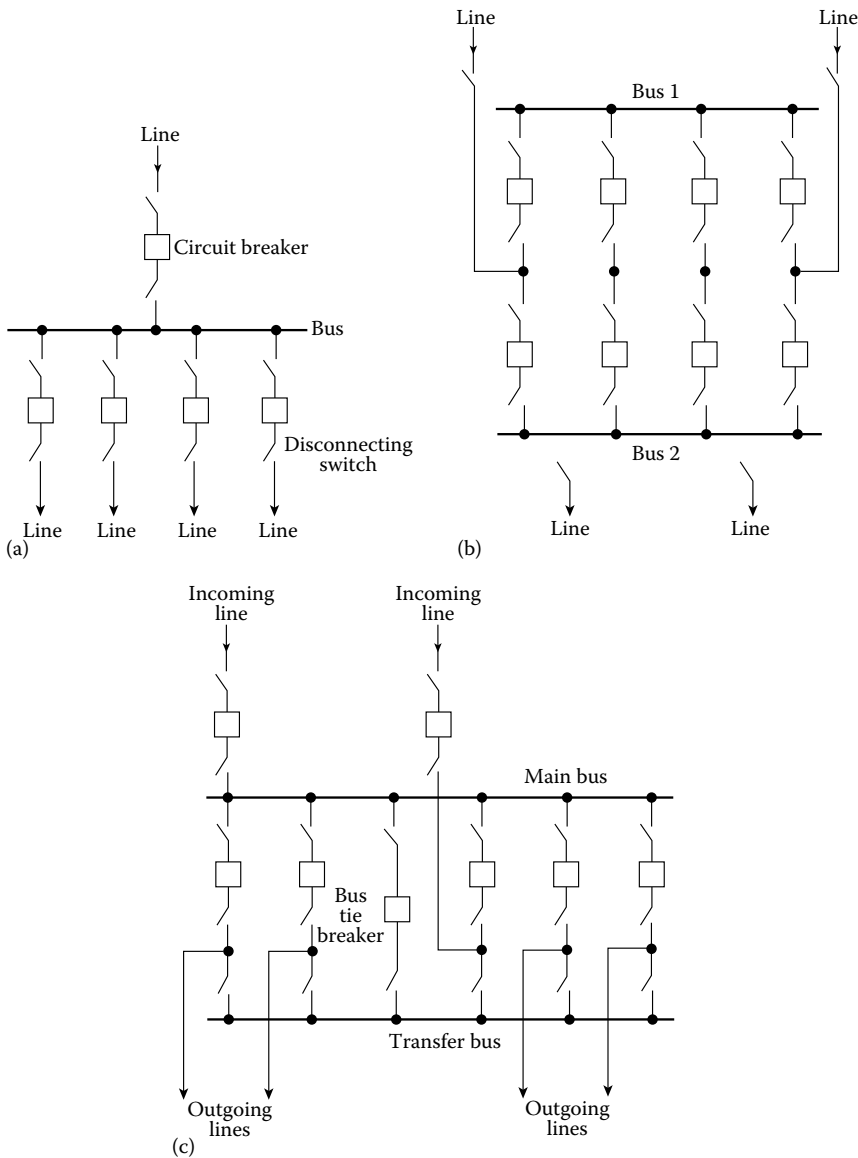 Line
Circuit breaker
Bus
Disconnecting
switch
Line
Line
Line
Line
(a)
Line
Line
Bus 1
Bus 2
Line
Line
(b)
Incoming
line
Incoming
line
Main bus
Bus
tie
breaker
Transfer bus
Outgoing
lines
Outgoing
lines
(c)